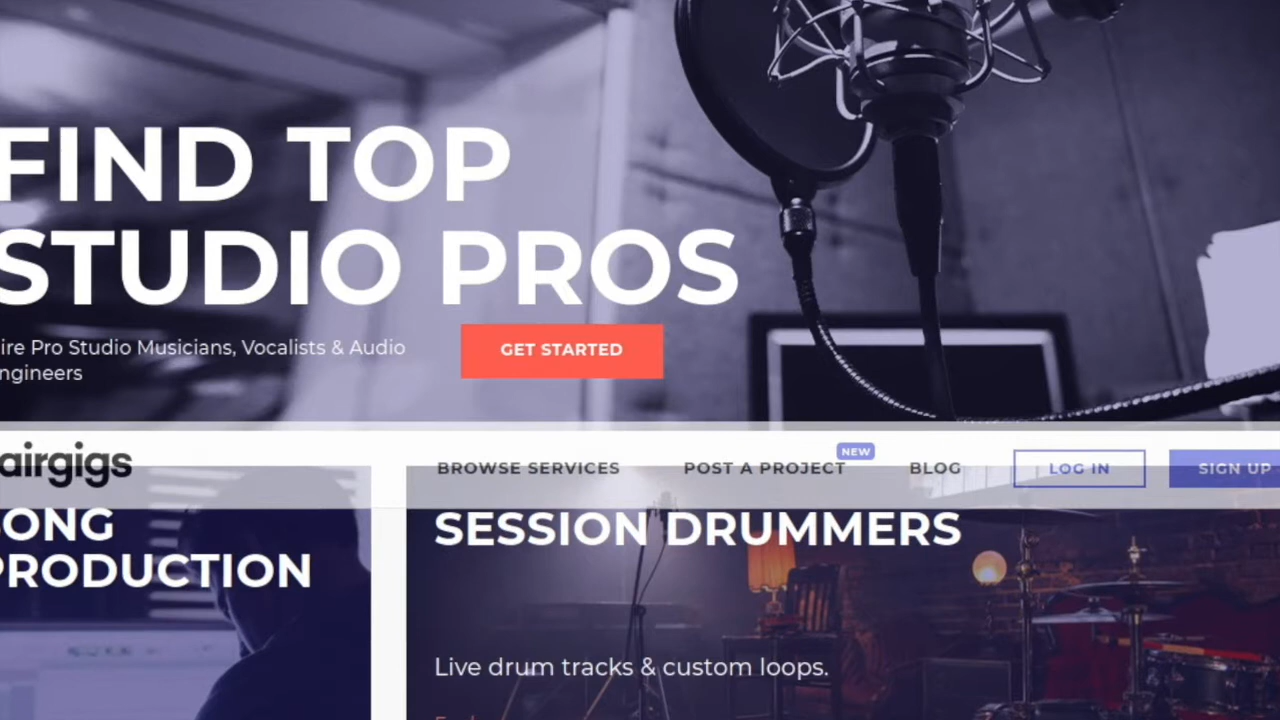 FIND TOP
STUDIO PROS
ire Pro Studio Musicians, Vocalists & Audio
ngineers
GET STARTED
airgigs
BROWSE SERVICES
POST A PROJECT
NEW
BLOG
LOG IN
SIGN UP
SONG
PRODUCTION
SESSION DRUMMERS
Live drum tracks & custom loops.